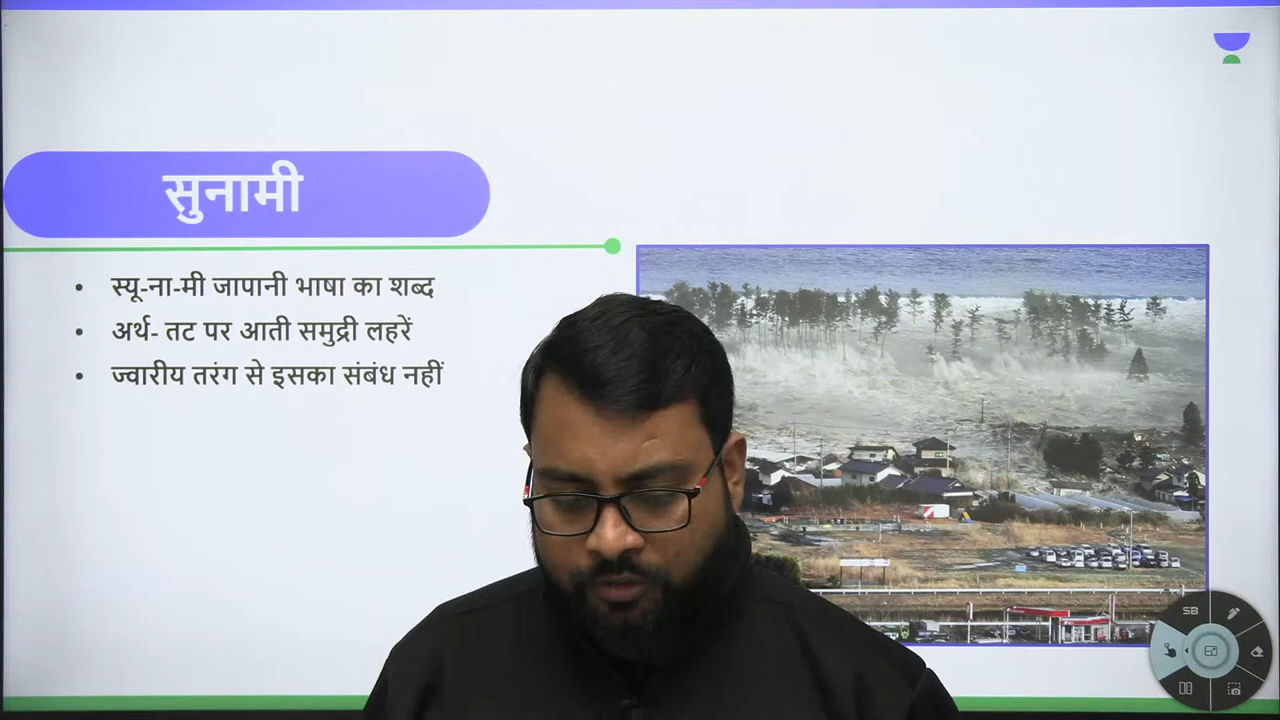 सुनामी
स्यू-ना-मी जापानी भाषा का शब्द
अर्थ- तट पर आती समुद्री लहरें
ज्वारीय तरंग से इसका संबंध नहीं
SB